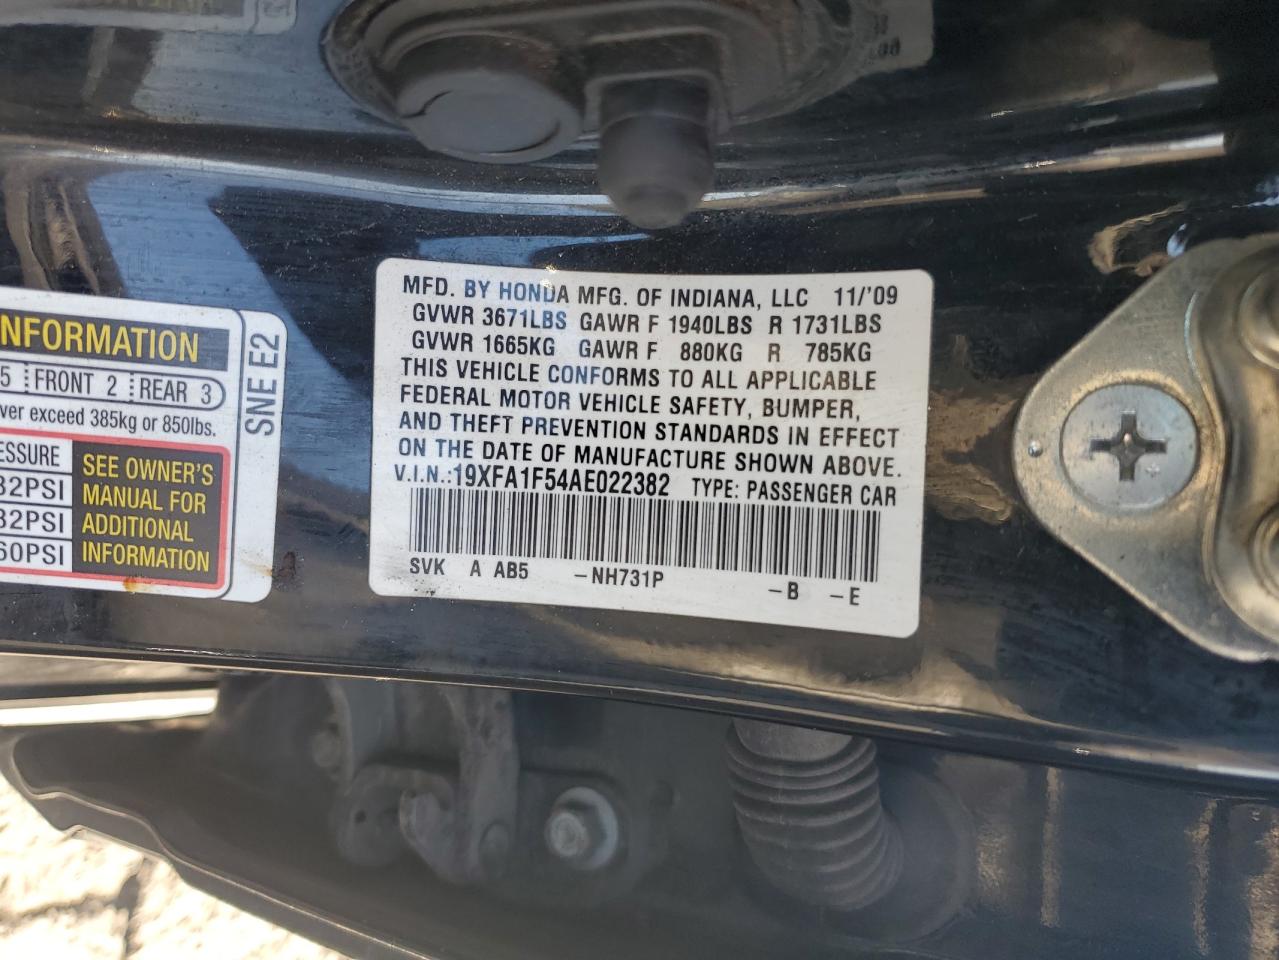 NFORMATION
5 FRONT 2 REAR 3
ver exceed 385kg or 850lbs.
SNE E2
SEE OWNER'S
MANUAL FOR
ADDITIONAL
INFORMATION
32PSI
32PSI
60PSI
MFD. BY HONDA MFG. OF INDIANA, LLC 11/'09
GVWR 3671LBS GAWR F 1940LBS R 1731LBS
GVWR 1665KG GAWR F 880KG R 785KG
THIS VEHICLE CONFORMS TO ALL APPLICABLE
FEDERAL MOTOR VEHICLE SAFETY, BUMPER,
AND THEFT PREVENTION STANDARDS IN EFFECT
ON THE DATE OF MANUFACTURE SHOWN ABOVE.
V.I.N.:19XFA1F54AE022382 TYPE: PASSENGER CAR
SVK A AB5 -NH731P -B -E